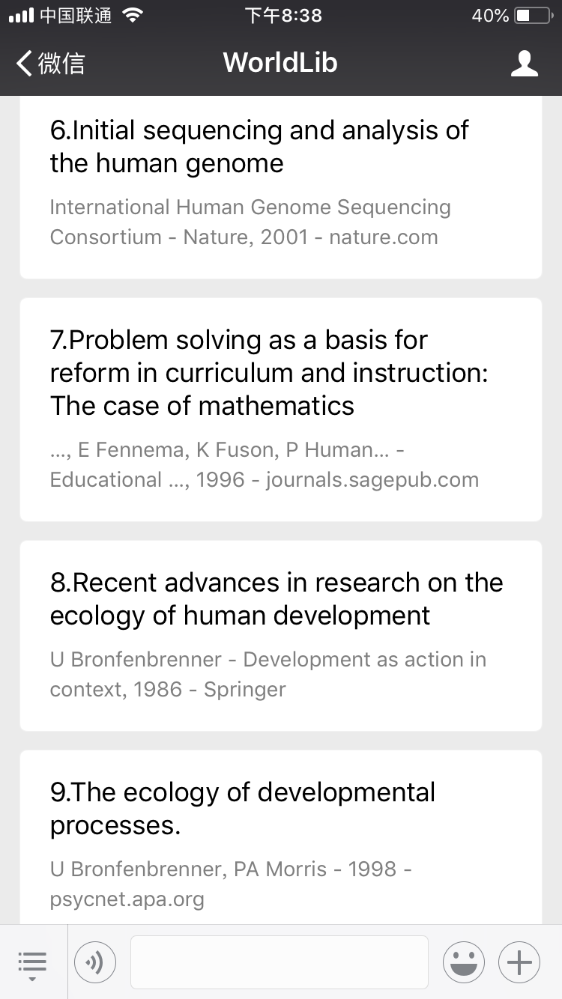 中国联通 下午8:38 40%
微信 WorldLib
6.Initial sequencing and analysis of
the human genome
International Human Genome Sequencing
Consortium - Nature, 2001 - nature.com
7.Problem solving as a basis for
reform in curriculum and instruction:
The case of mathematics
..., E Fennema, K Fuson, P Human... -
Educational ..., 1996 - journals.sagepub.com
8.Recent advances in research on the
ecology of human development
U Bronfenbrenner - Development as action in
context, 1986 - Springer
9.The ecology of developmental
processes.
U Bronfenbrenner, PA Morris - 1998 -
psycnet.apa.org